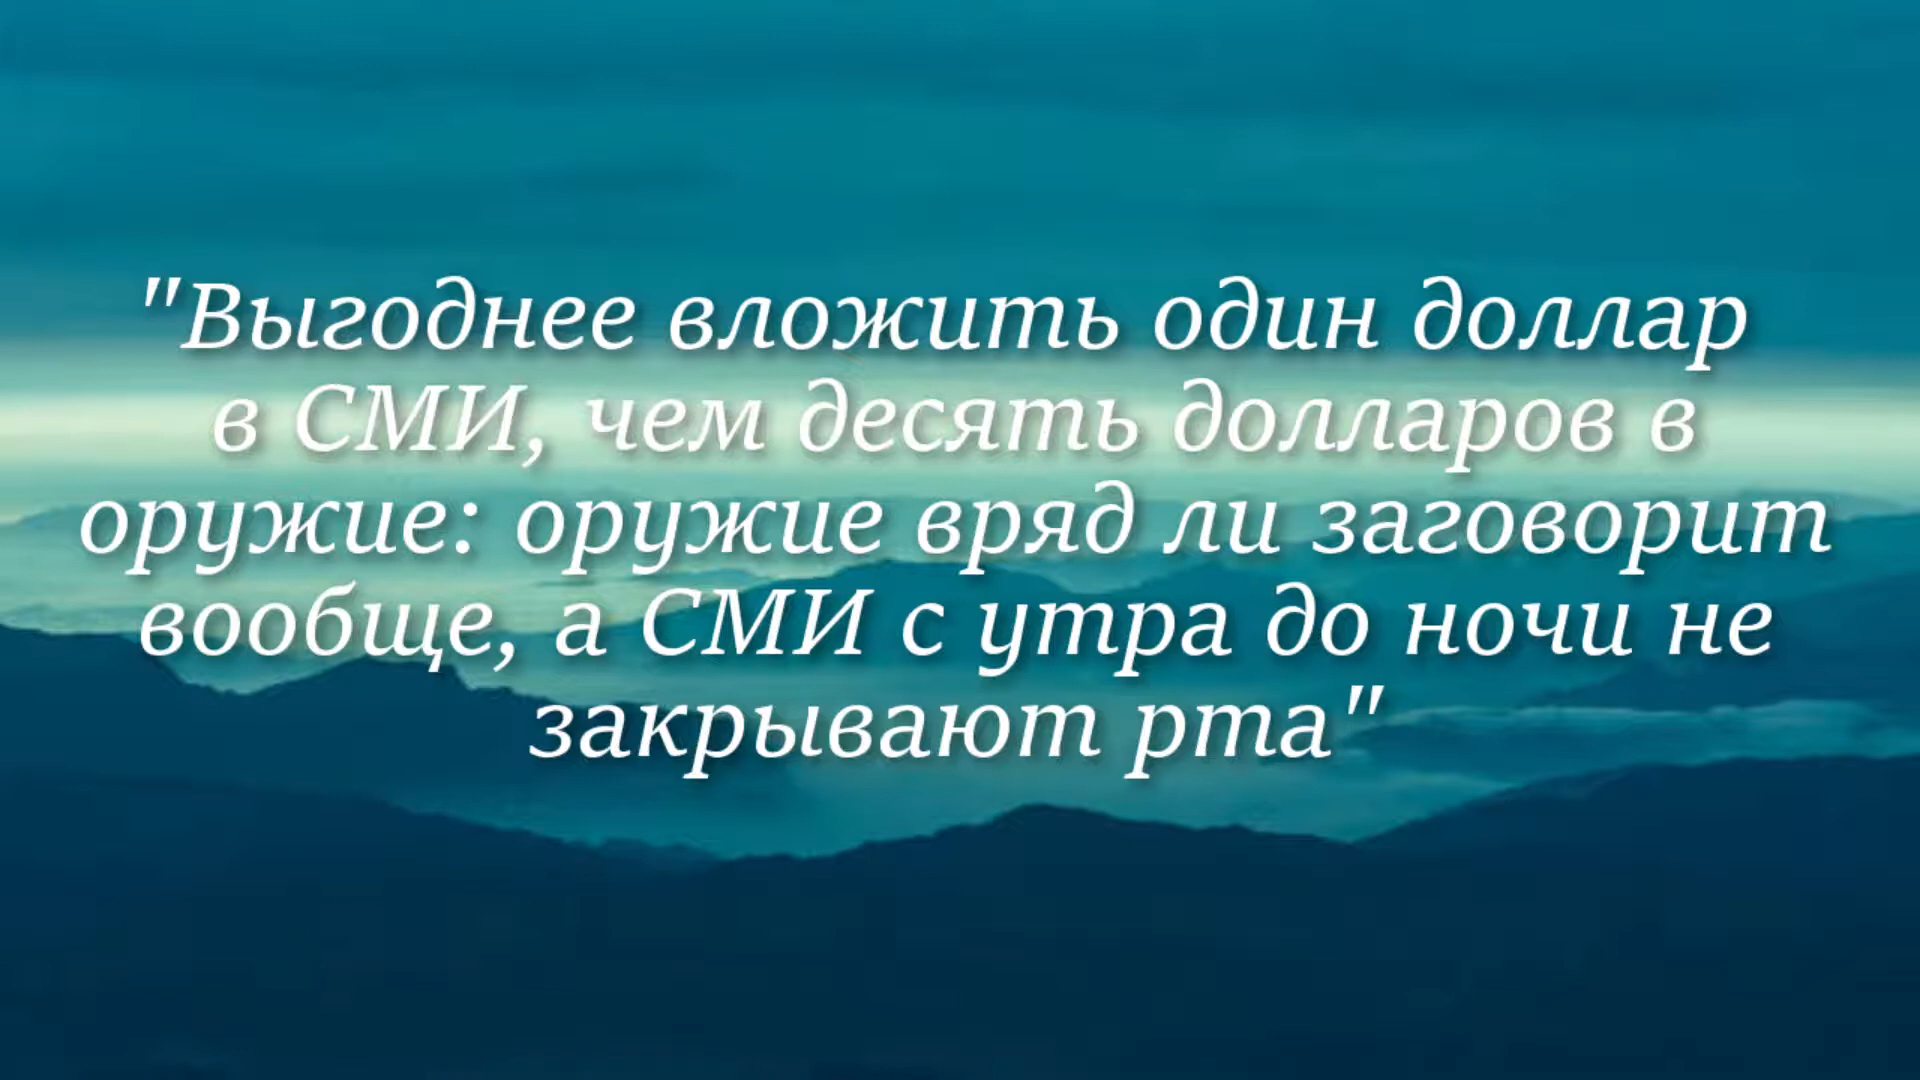 "Выгоднее вложить один доллар
в СМИ, чем десять долларов в
оружие: оружие вряд ли заговорит
вообще, а СМИ с утра до ночи не
закрывают рта"